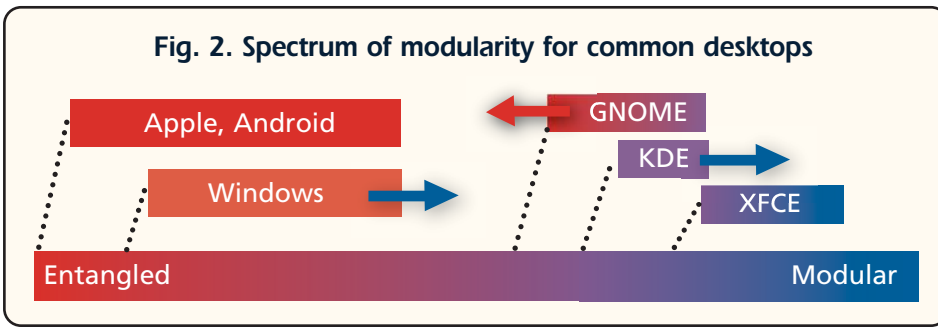 Fig. 2. Spectrum of modularity for common desktops
Apple, Android
GNOME
KDE
Windows
XFCE
Entangled
Modular